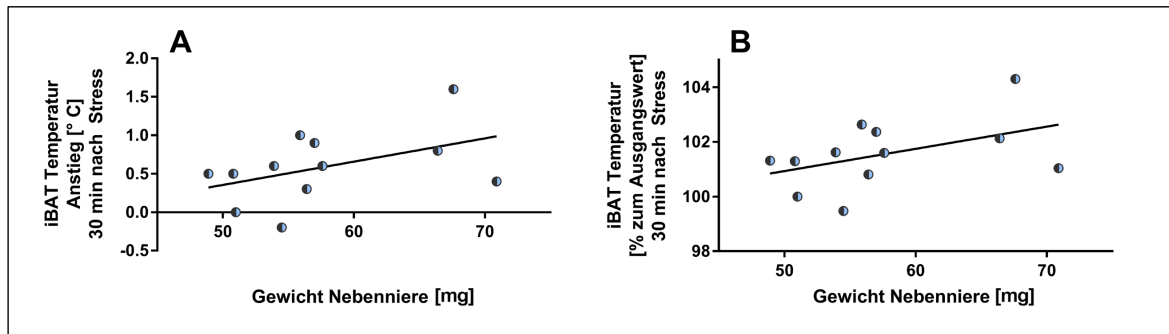 A
iBAT Temperatur
Anstieg [° C]
30 min nach Stress
2.0
1.5
1.0
0.5
0.0
-0.5
50
60
70
Gewicht Nebenniere [mg]
B
iBAT Temperatur
[% zum Ausgangswert]
30 min nach Stress
104
102
100
98
50
60
70
Gewicht Nebenniere [mg]